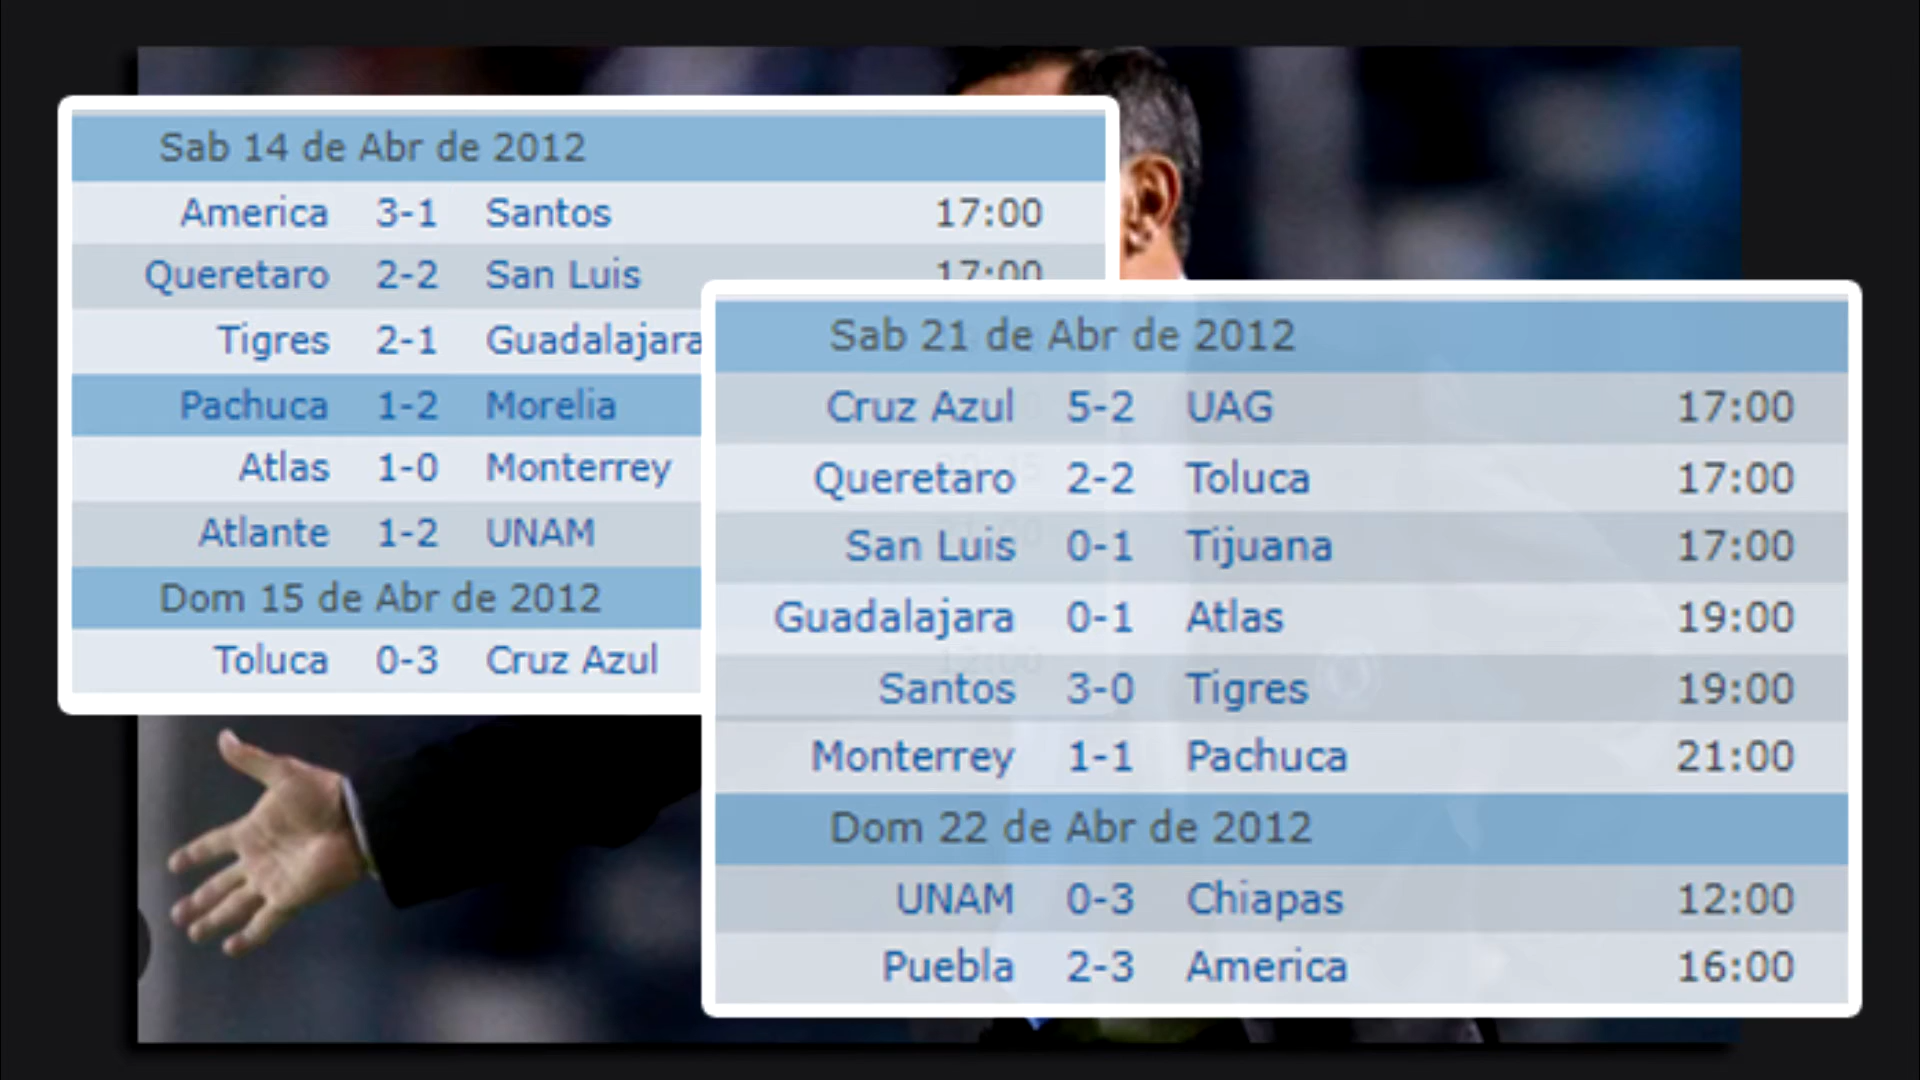 Sab 14 de Abr de 2012
America 3-1 Santos 17:00
Queretaro 2-2 San Luis 17:00
Tigres 2-1 Guadalajara
Pachuca 1-2 Morelia
Atlas 1-0 Monterrey
Atlante 1-2 UNAM
Dom 15 de Abr de 2012
Toluca 0-3 Cruz Azul
Sab 21 de Abr de 2012
Cruz Azul 5-2 UAG 17:00
Queretaro 2-2 Toluca 17:00
San Luis 0-1 Tijuana 17:00
Guadalajara 0-1 Atlas 19:00
Santos 3-0 Tigres 19:00
Monterrey 1-1 Pachuca 21:00
Dom 22 de Abr de 2012
UNAM 0-3 Chiapas 12:00
Puebla 2-3 America 16:00